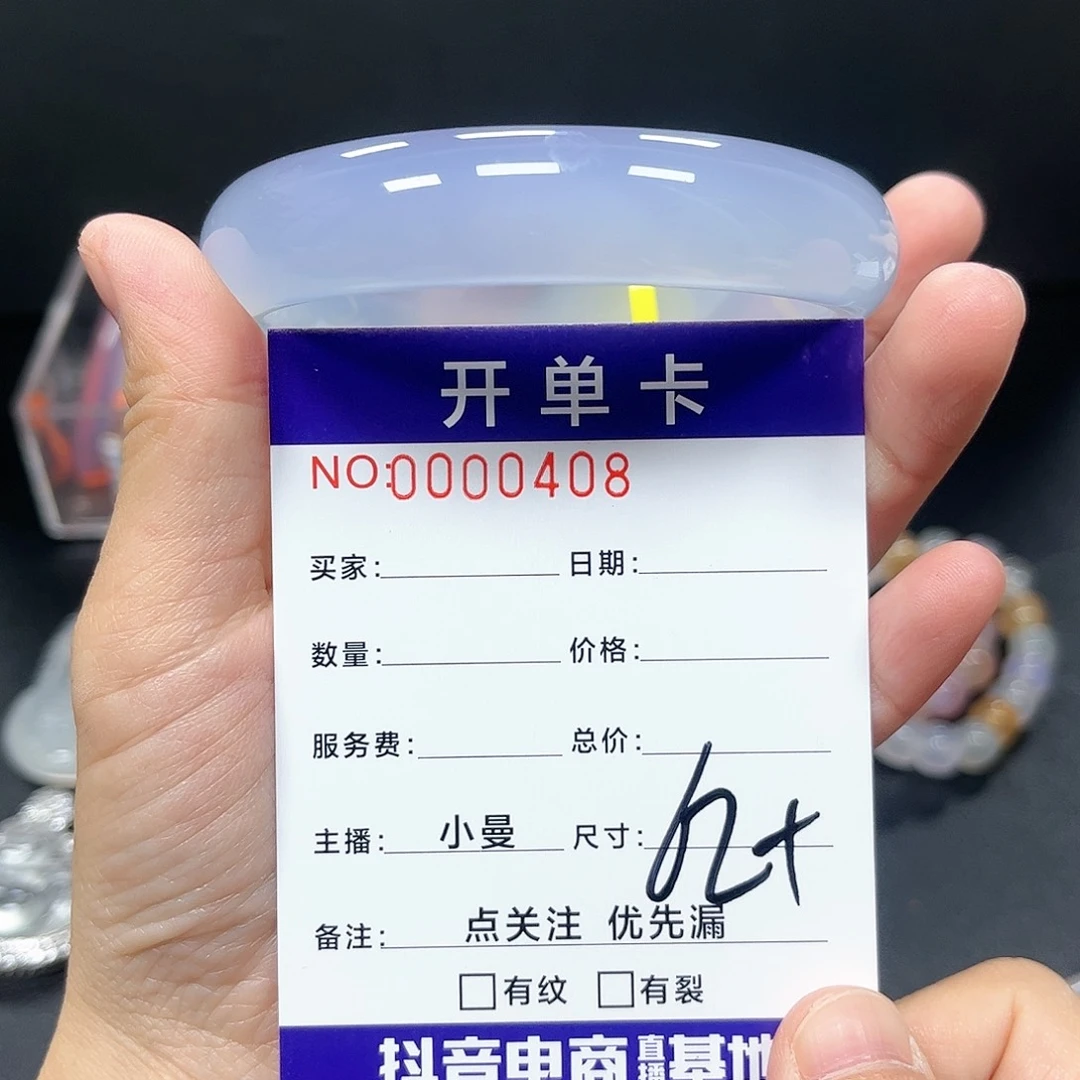 开单卡
NO:0000408
买家: 日期:
数量: 价格:
服务费: 总价:
主播: 小曼 尺寸:
备注: 点关注 优先漏
□有纹 □有裂
抖音电商直播基地